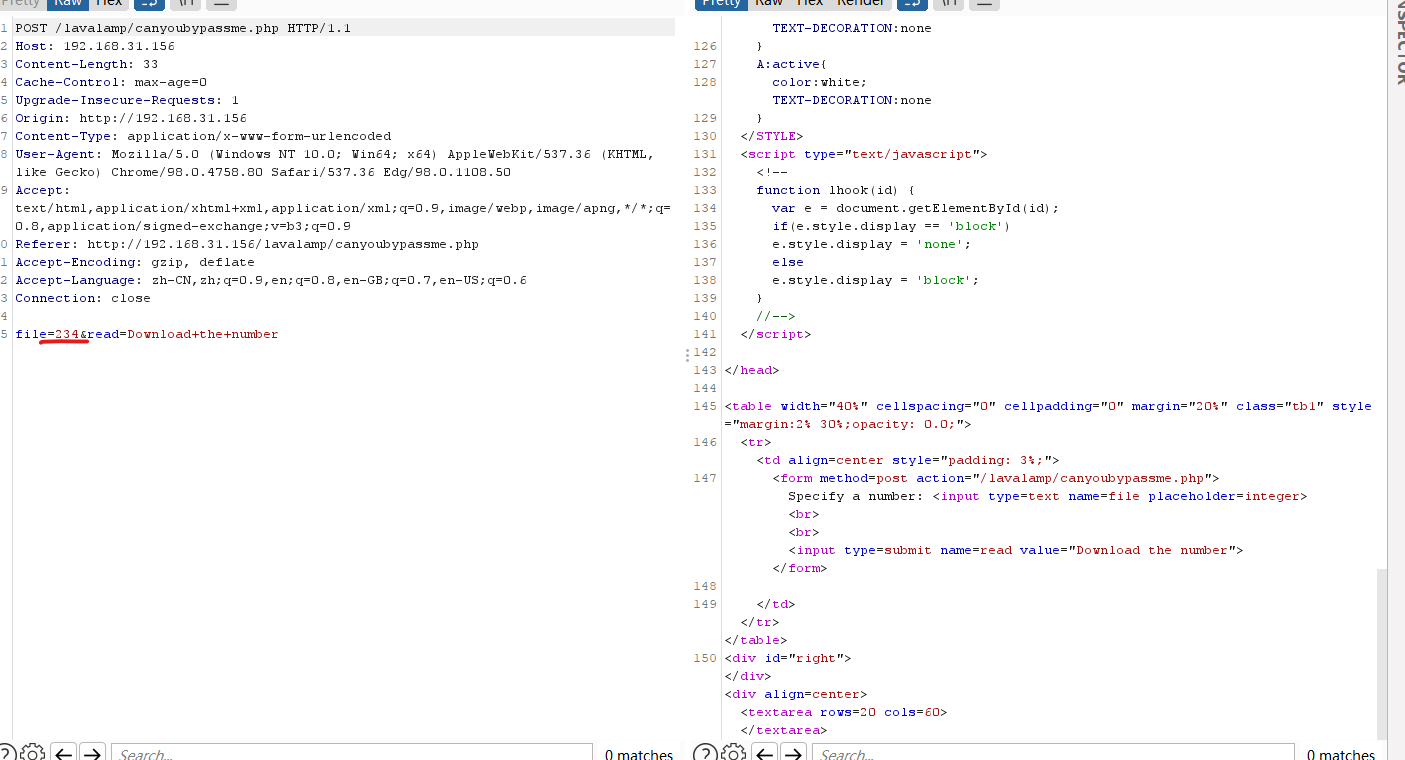 Pretty Raw Hex \n
1 POST /lavalamp/canyoubypassme.php HTTP/1.1
2 Host: 192.168.31.156
3 Content-Length: 33
4 Cache-Control: max-age=0
5 Upgrade-Insecure-Requests: 1
6 Origin: http://192.168.31.156
7 Content-Type: application/x-www-form-urlencoded
8 User-Agent: Mozilla/5.0 (Windows NT 10.0; Win64; x64) AppleWebKit/537.36 (KHTML,
like Gecko) Chrome/98.0.4758.80 Safari/537.36 Edg/98.0.1108.50
9 Accept:
text/html,application/xhtml+xml,application/xml;q=0.9,image/webp,image/apng,*/*;q=
0.8,application/signed-exchange;v=b3;q=0.9
0 Referer: http://192.168.31.156/lavalamp/canyoubypassme.php
1 Accept-Encoding: gzip, deflate
2 Accept-Language: zh-CN,zh;q=0.9,en;q=0.8,en-GB;q=0.7,en-US;q=0.6
3 Connection: close
4
5 file=234&read=Download+the+number
Search...
0 matches
Pretty Raw Hex Render \n
TEXT-DECORATION:none
126 }
127 A:active{
128 color:white;
TEXT-DECORATION:none
129 }
130 </STYLE>
131 <script type="text/javascript">
132 <!--
133 function lhook(id) {
134 var e = document.getElementById(id);
135 if(e.style.display == 'block')
136 e.style.display = 'none';
137 else
138 e.style.display = 'block';
139 }
140 //-->
141 </script>
142
143 </head>
144
145 <table width="40%" cellspacing="0" cellpadding="0" margin="20%" class="tb1" style
="margin:2% 30%;opacity: 0.0;">
146 <tr>
<td align=center style="padding: 3%;">
147 <form method=post action="/lavalamp/canyoubypassme.php">
Specify a number: <input type=text name=file placeholder=integer>
<br>
<br>
<input type=submit name=read value="Download the number">
</form>
148
149 </td>
</tr>
</table>
150 <div id="right">
</div>
<div align=center>
<textarea rows=20 cols=60>
</textarea>
Search...
0 matches